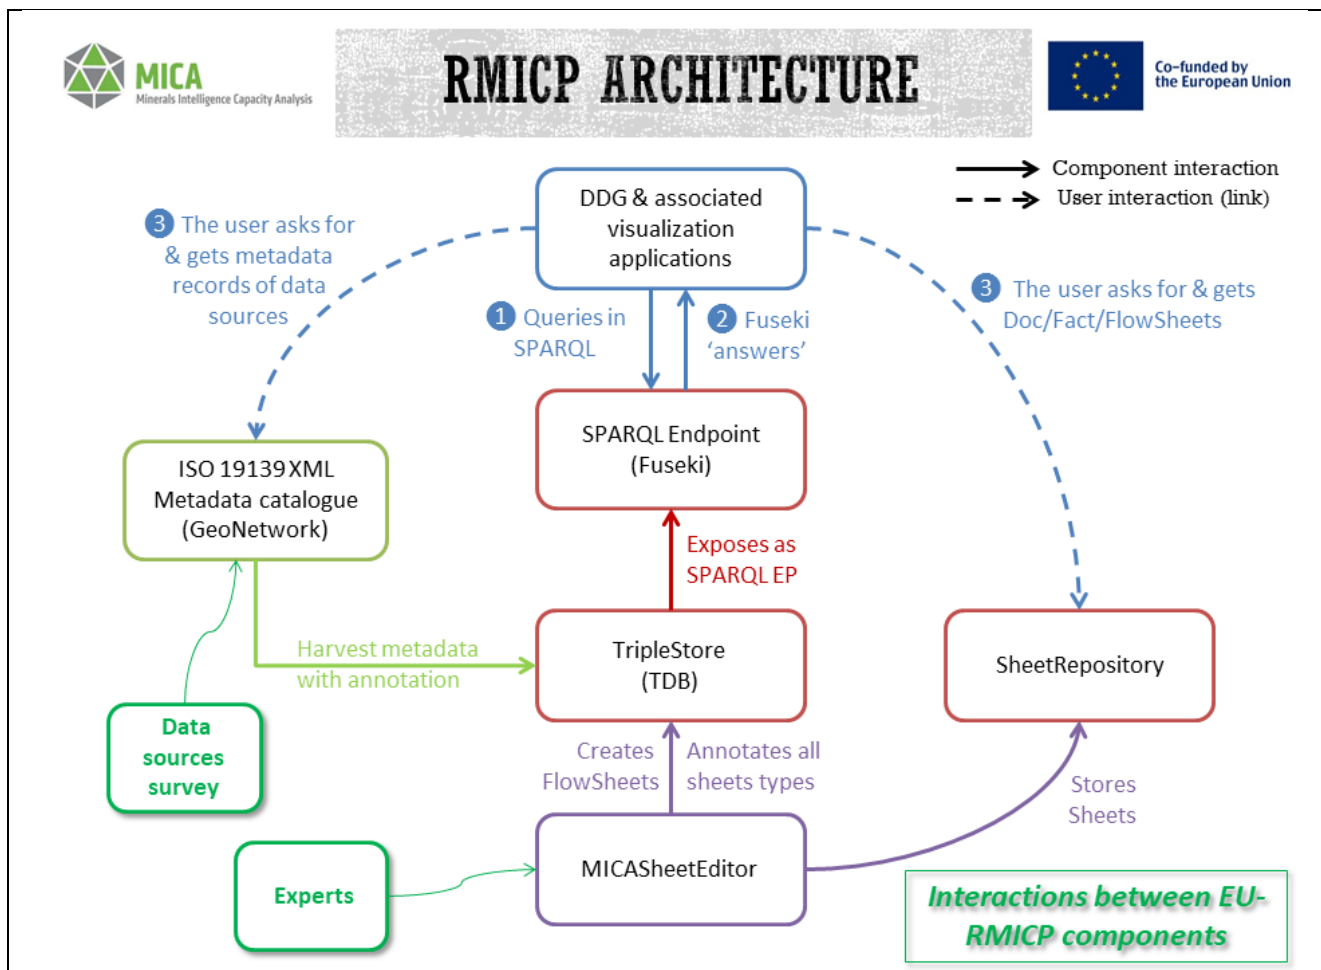 MICA
Minerals Intelligence Capacity Analysis
RMICP ARCHITECTURE
Co-funded by
the European Union
Component interaction
User interaction (link)
DDG & associated
visualization
applications
3 The user asks for
& gets metadata
records of data
sources
1 Queries in
SPARQL
2 Fuseki
‘answers’
3 The user asks for & gets
Doc/Fact/FlowSheets
SPARQL Endpoint
(Fuseki)
ISO 19139 XML
Metadata catalogue
(GeoNetwork)
Exposes as
SPARQL EP
Harvest metadata
with annotation
TripleStore
(TDB)
SheetRepository
Data
sources
survey
Creates
FlowSheets
Annotates all
sheets types
Stores
Sheets
MICASheetEditor
Experts
Interactions between EU-
RMICP components